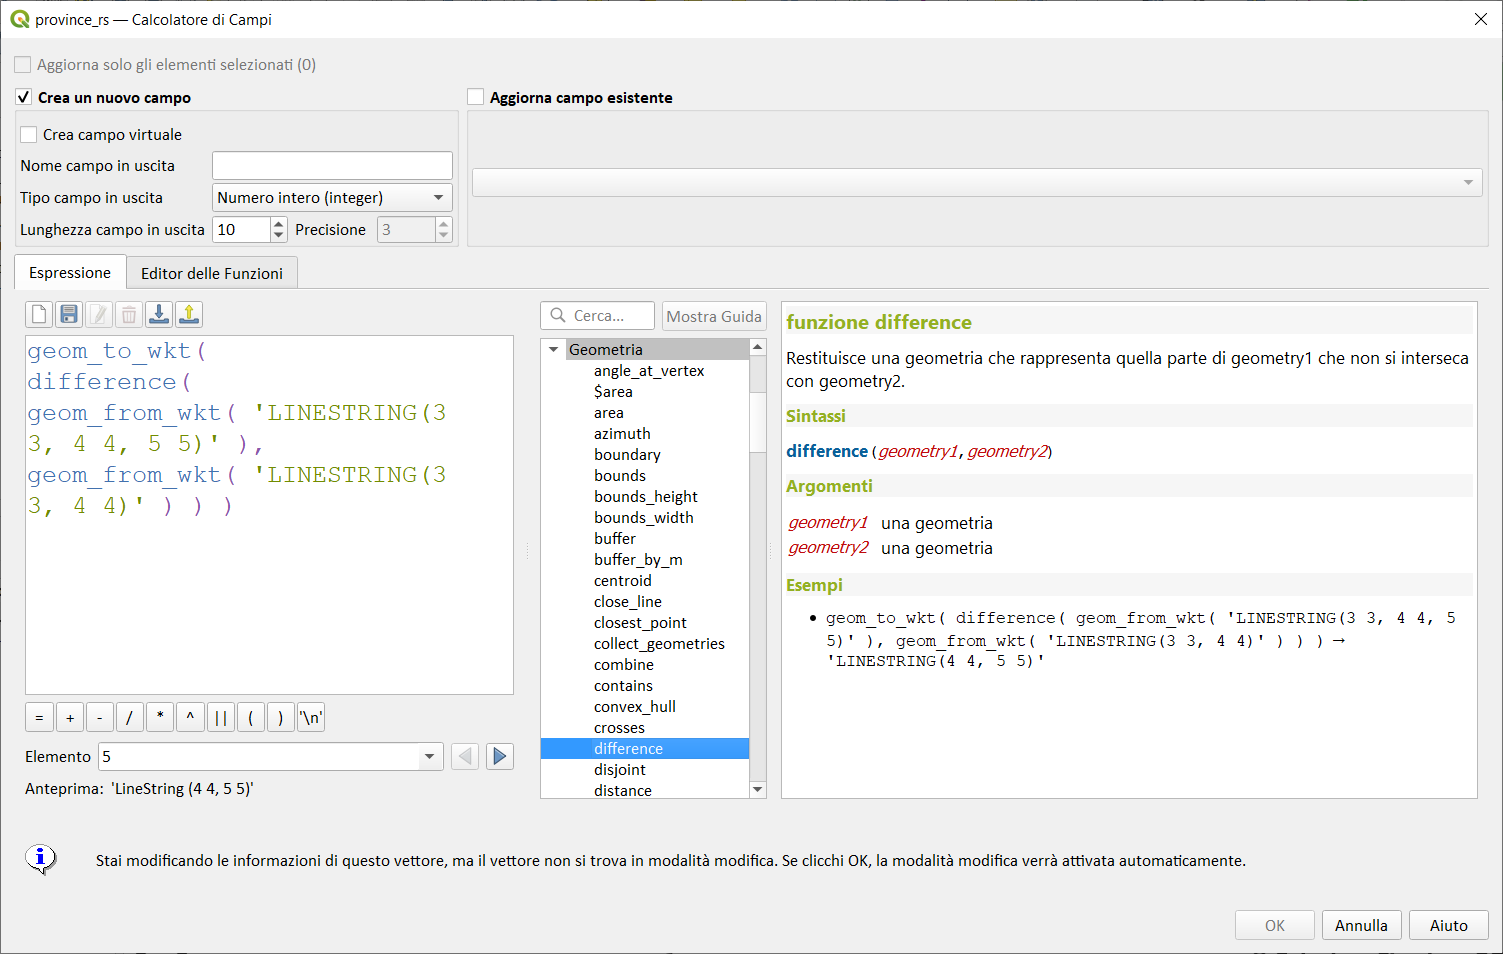 province_rs — Calcolatore di Campi
Aggiorna solo gli elementi selezionati (0)
Crea un nuovo campo
Aggiorna campo esistente
Crea campo virtuale
Nome campo in uscita
Tipo campo in uscita
Numero intero (integer)
Lunghezza campo in uscita
10
Precisione
3
Espressione
Editor delle Funzioni
geom_to_wkt(
difference(
geom_from_wkt( 'LINESTRING(3
3, 4 4, 5 5)' ),
geom_from_wkt( 'LINESTRING(3
3, 4 4)' ) ) )
= + - / * ^ || ( ) '\n'
Elemento
5
Anteprima: 'LineString (4 4, 5 5)'
Cerca...
Mostra Guida
Geometria
angle_at_vertex
$area
area
azimuth
boundary
bounds
bounds_height
bounds_width
buffer
buffer_by_m
centroid
close_line
closest_point
collect_geometries
combine
contains
convex_hull
crosses
difference
disjoint
distance
funzione difference
Restituisce una geometria che rappresenta quella parte di geometry1 che non si interseca
con geometry2.
Sintassi
difference(geometry1,geometry2)
Argomenti
geometry1 una geometria
geometry2 una geometria
Esempi
• geom_to_wkt( difference( geom_from_wkt( 'LINESTRING(3 3, 4 4, 5
5)' ), geom_from_wkt( 'LINESTRING(3 3, 4 4)' ) ) ) →
'LINESTRING(4 4, 5 5)'
Stai modificando le informazioni di questo vettore, ma il vettore non si trova in modalità modifica. Se clicchi OK, la modalità modifica verrà attivata automaticamente.
OK
Annulla
Aiuto